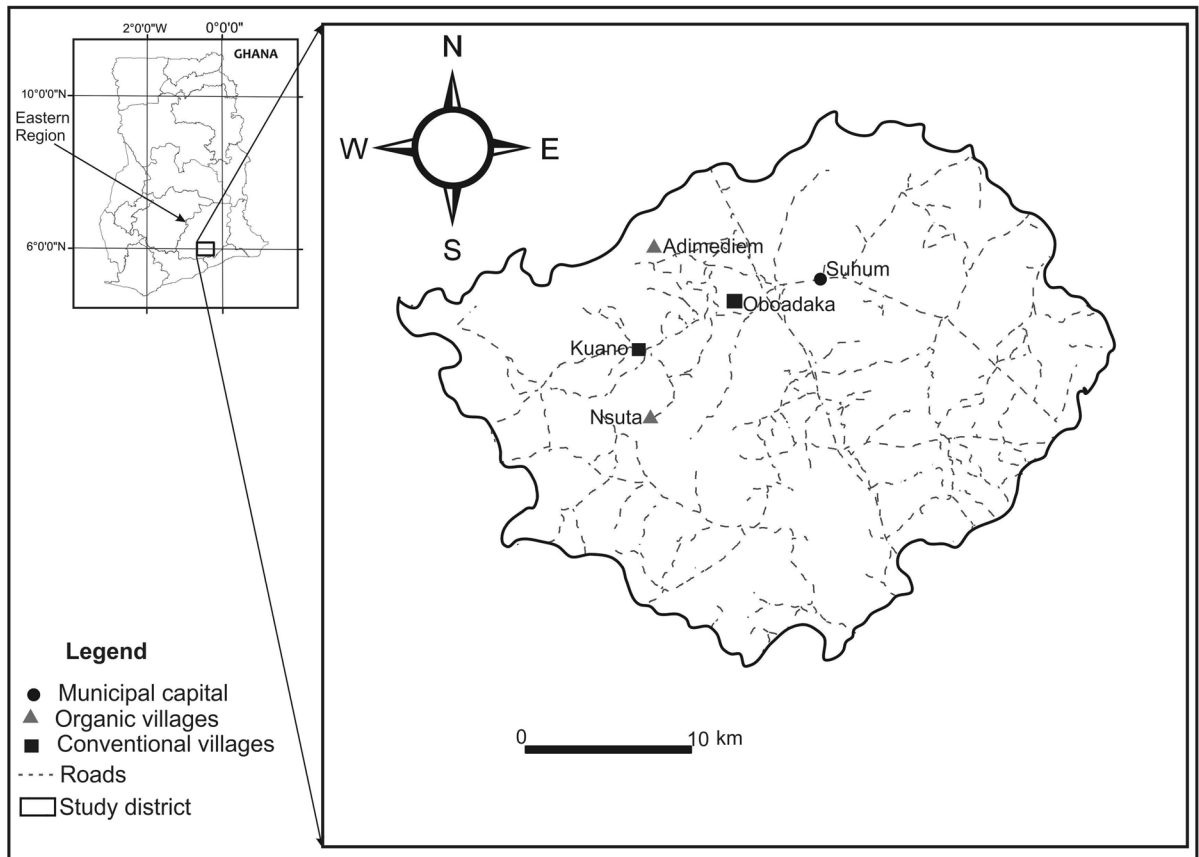 2°0'0"W 0°0'0"
GHANA
10°0'0"N
Eastern
Region
6°0'0"N
N
W E
S
Adimediem
Suhum
Oboadaka
Kuano
Nsuta
Legend
Municipal capital
Organic villages
Conventional villages
Roads
Study district
0 10 km